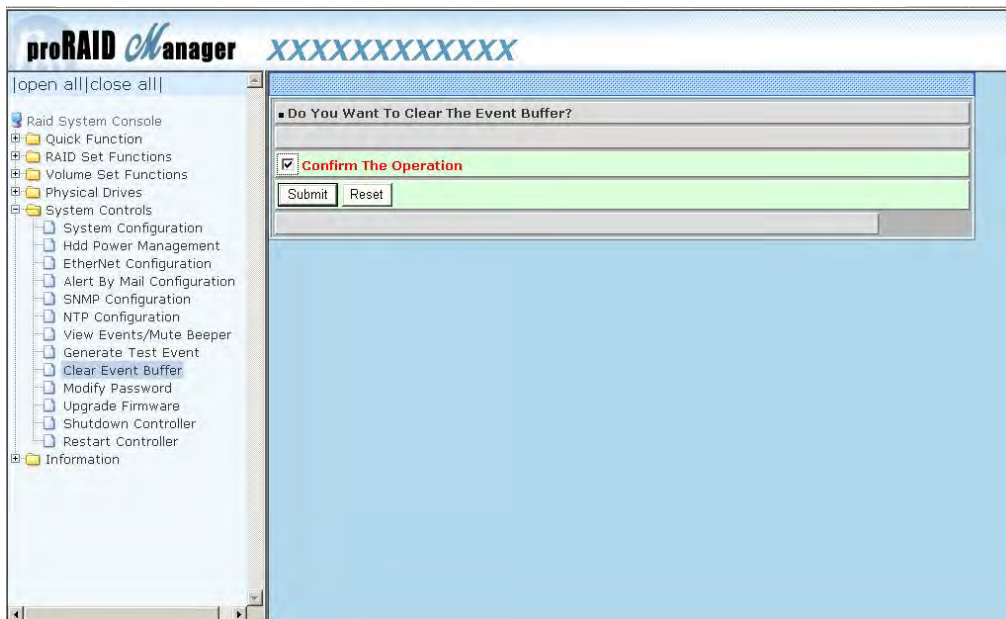 proRAID Manager XXXXXXXXXXXX
|open all|close all|
Raid System Console
Quick Function
RAID Set Functions
Volume Set Functions
Physical Drives
System Controls
System Configuration
Hdd Power Management
EtherNet Configuration
Alert By Mail Configuration
SNMP Configuration
NTP Configuration
View Events/Mute Beeper
Generate Test Event
Clear Event Buffer
Modify Password
Upgrade Firmware
Shutdown Controller
Restart Controller
Information
Do You Want To Clear The Event Buffer?
Confirm The Operation
Submit Reset